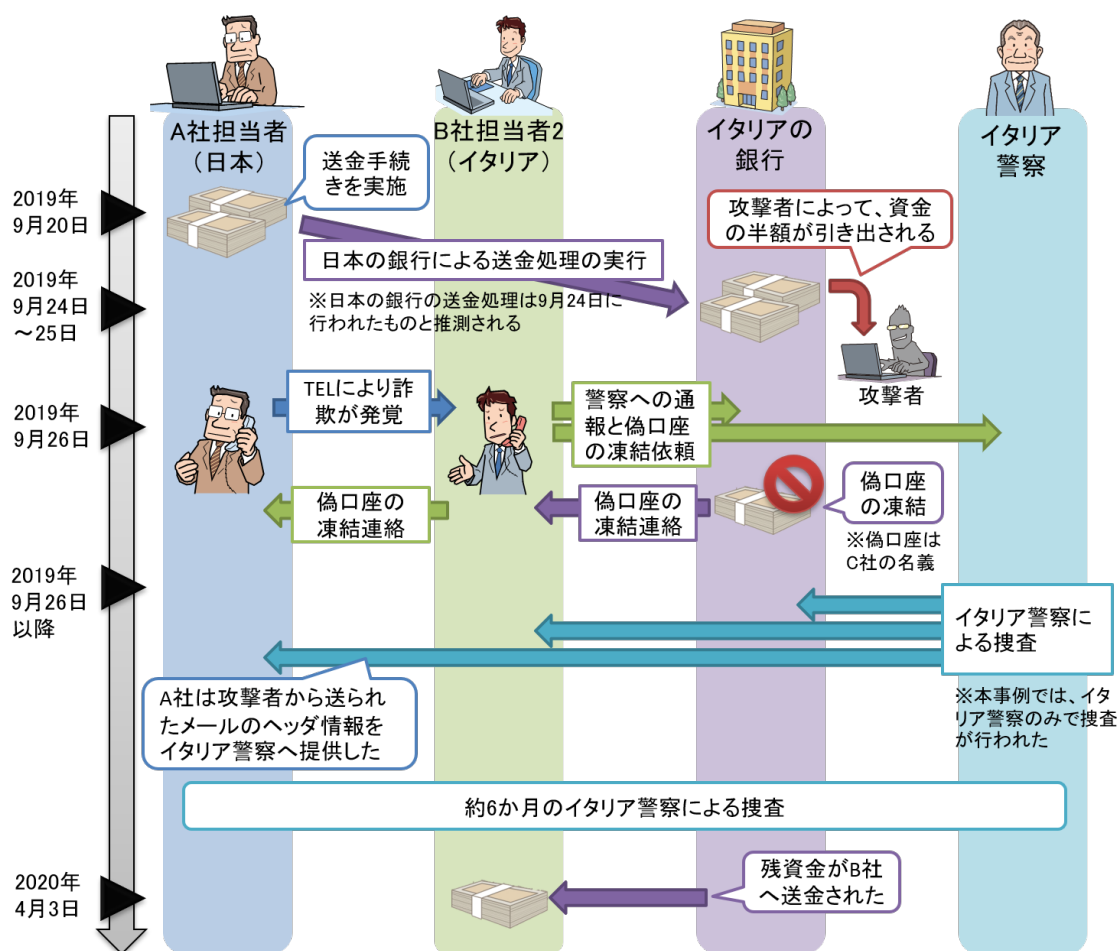 A社担当者
（日本）
B社担当者2
（イタリア）
イタリアの
銀行
イタリア
警察
2019年
9月20日
送金手続
きを実施
攻撃者によって、資金
の半額が引き出される
日本の銀行による送金処理の実行
2019年
9月24日
～25日
※日本の銀行の送金処理は9月24日に
行われたものと推測される
攻撃者
2019年
9月26日
TELにより詐
欺が発覚
警察への通
報と偽口座
の凍結依頼
偽口座の
凍結連絡
偽口座の
凍結連絡
偽口座
の凍結
※偽口座は
C社の名義
2019年
9月26日
以降
イタリア警察に
よる捜査
A社は攻撃者から送られ
たメールのヘッダ情報を
イタリア警察へ提供した
※本事例では、イタ
リア警察のみで捜査
が行われた
約6か月のイタリア警察による捜査
2020年
4月3日
残資金がB社
へ送金された